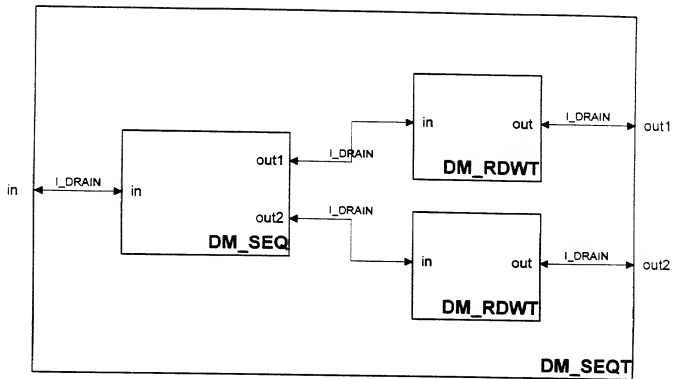 in
I_DRAIN
in
out1
out2
DM_SEQ
I_DRAIN
I_DRAIN
in
out
DM_RDWT
I_DRAIN
out1
in
out
DM_RDWT
I_DRAIN
out2
DM_SEQT